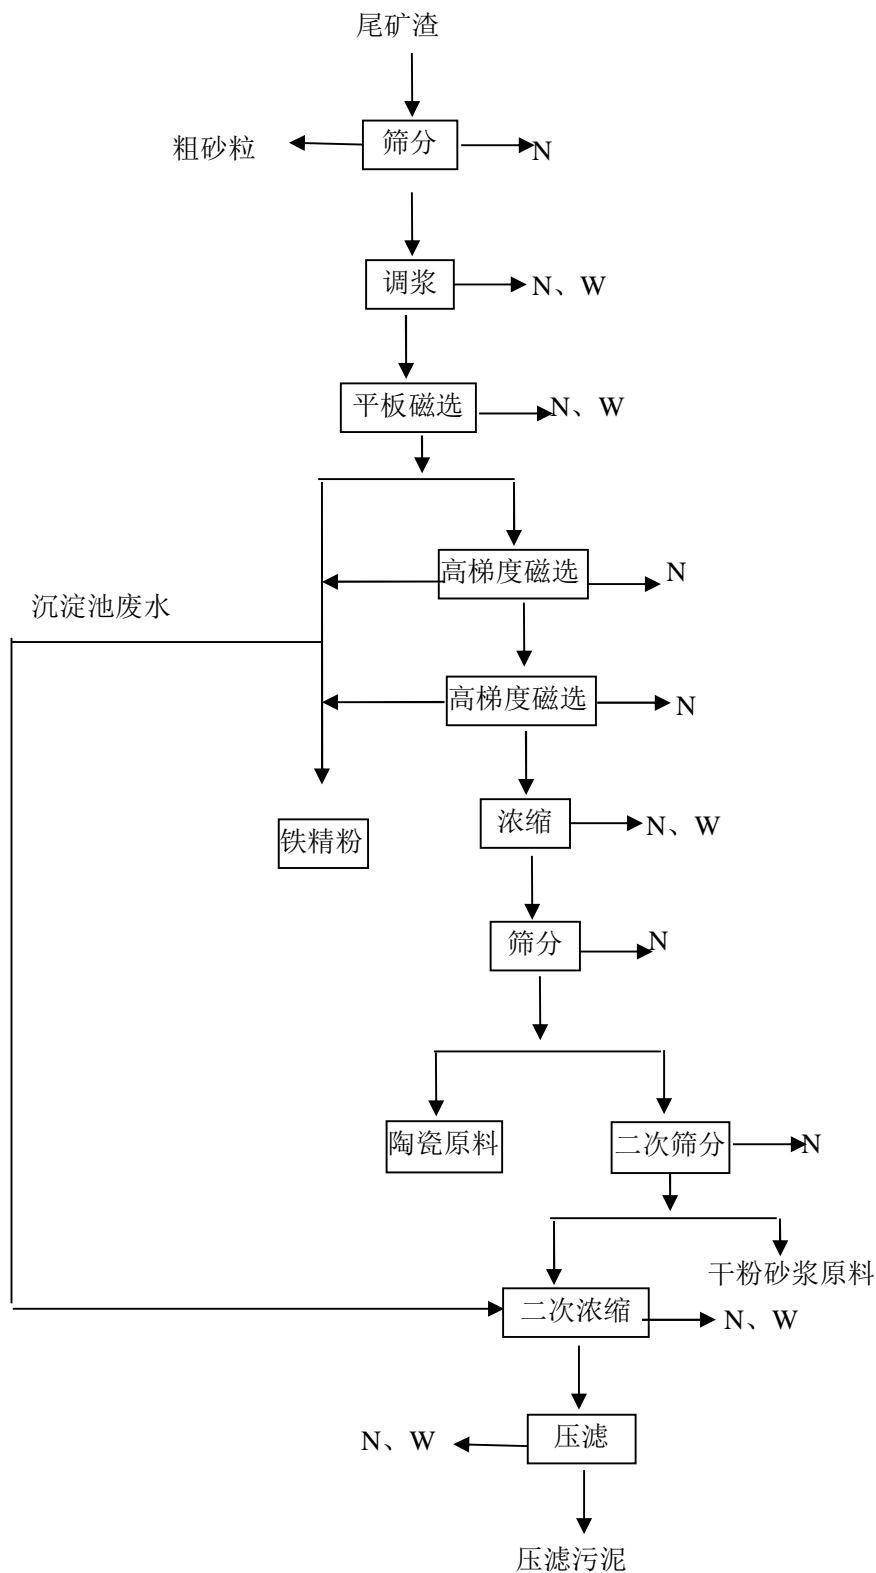 尾矿渣
粗砂粒
筛分
N
调浆
N、W
平板磁选
N、W
高梯度磁选
N
沉淀池废水
高梯度磁选
N
浓缩
N、W
铁精粉
筛分
N
陶瓷原料
二次筛分
N
干粉砂浆原料
二次浓缩
N、W
压滤
N、W
压滤污泥